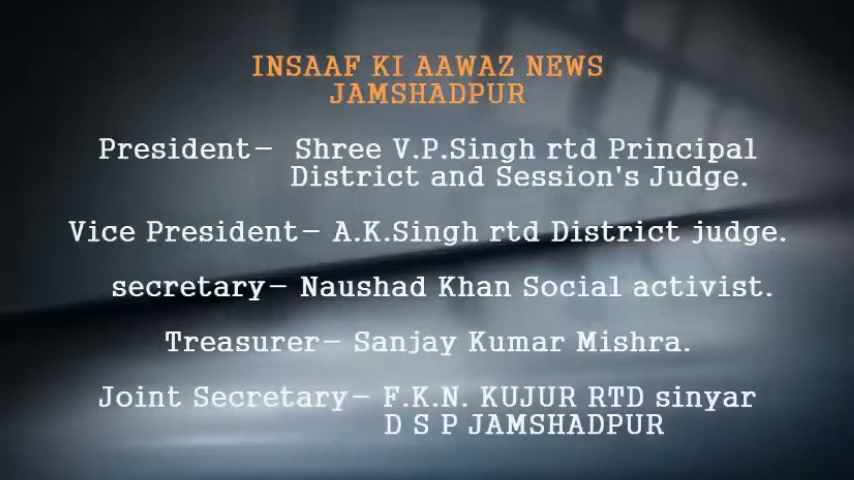 INSAAF KI AAWAZ NEWS
JAMSHADPUR
President- Shree V.P.Singh rtd Principal
District and Session's Judge.
Vice President- A.K.Singh rtd District judge.
secretary- Naushad Khan Social activist.
Treasurer- Sanjay Kumar Mishra.
Joint Secretary- F.K.N. KUJUR RTD sinyar
D S P JAMSHADPUR